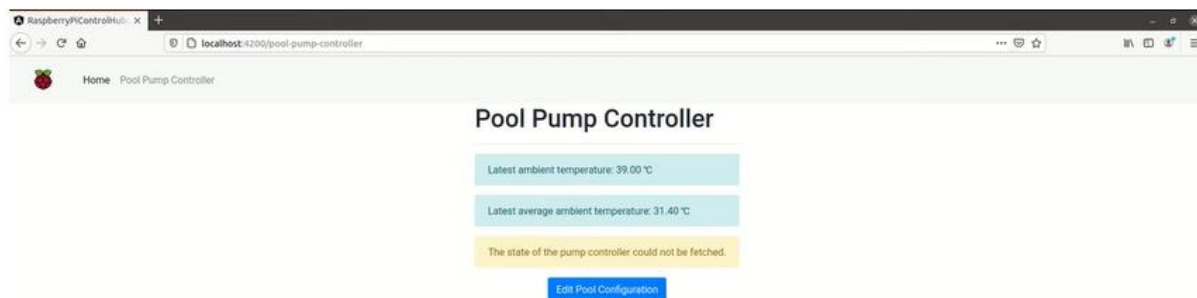 RaspberryPiControlHub
localhost:4200/pool-pump-controller
Home Pool Pump Controller
Pool Pump Controller
Latest ambient temperature: 39.00 °C
Latest average ambient temperature: 31.40 °C
The state of the pump controller could not be fetched.
Edit Pool Configuration